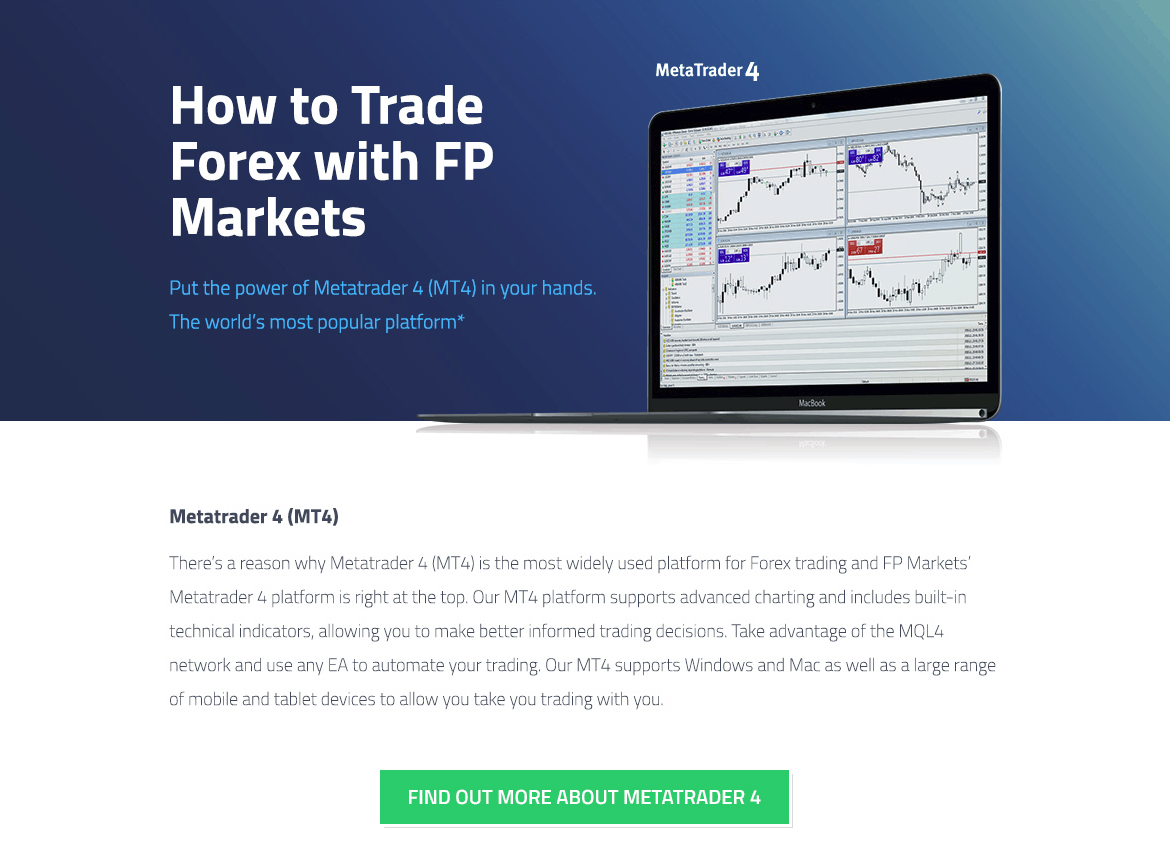 MetaTrader 4
How to Trade
Forex with FP
Markets
Put the power of Metatrader 4 (MT4) in your hands.
The world's most popular platform*
MacBook
Metatrader 4 (MT4)
There's a reason why Metatrader 4 (MT4) is the most widely used platform for Forex trading and FP Markets'
Metatrader 4 platform is right at the top. Our MT4 platform supports advanced charting and includes built-in
technical indicators, allowing you to make better informed trading decisions. Take advantage of the MQL4
network and use any EA to automate your trading. Our MT4 supports Windows and Mac as well as a large range
of mobile and tablet devices to allow you take you trading with you.
FIND OUT MORE ABOUT METATRADER 4